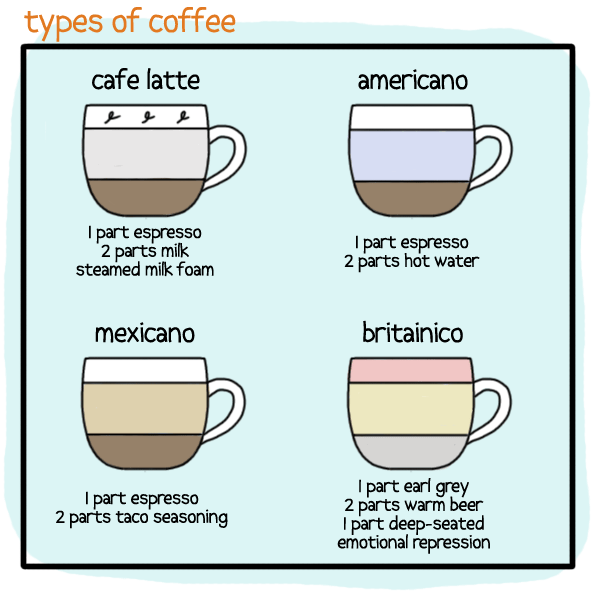 types of coffee
cafe latte
1 part espresso
2 parts milk
steamed milk foam
americano
1 part espresso
2 parts hot water
mexicano
1 part espresso
2 parts taco seasoning
britainico
1 part earl grey
2 parts warm beer
1 part deep-seated
emotional repression